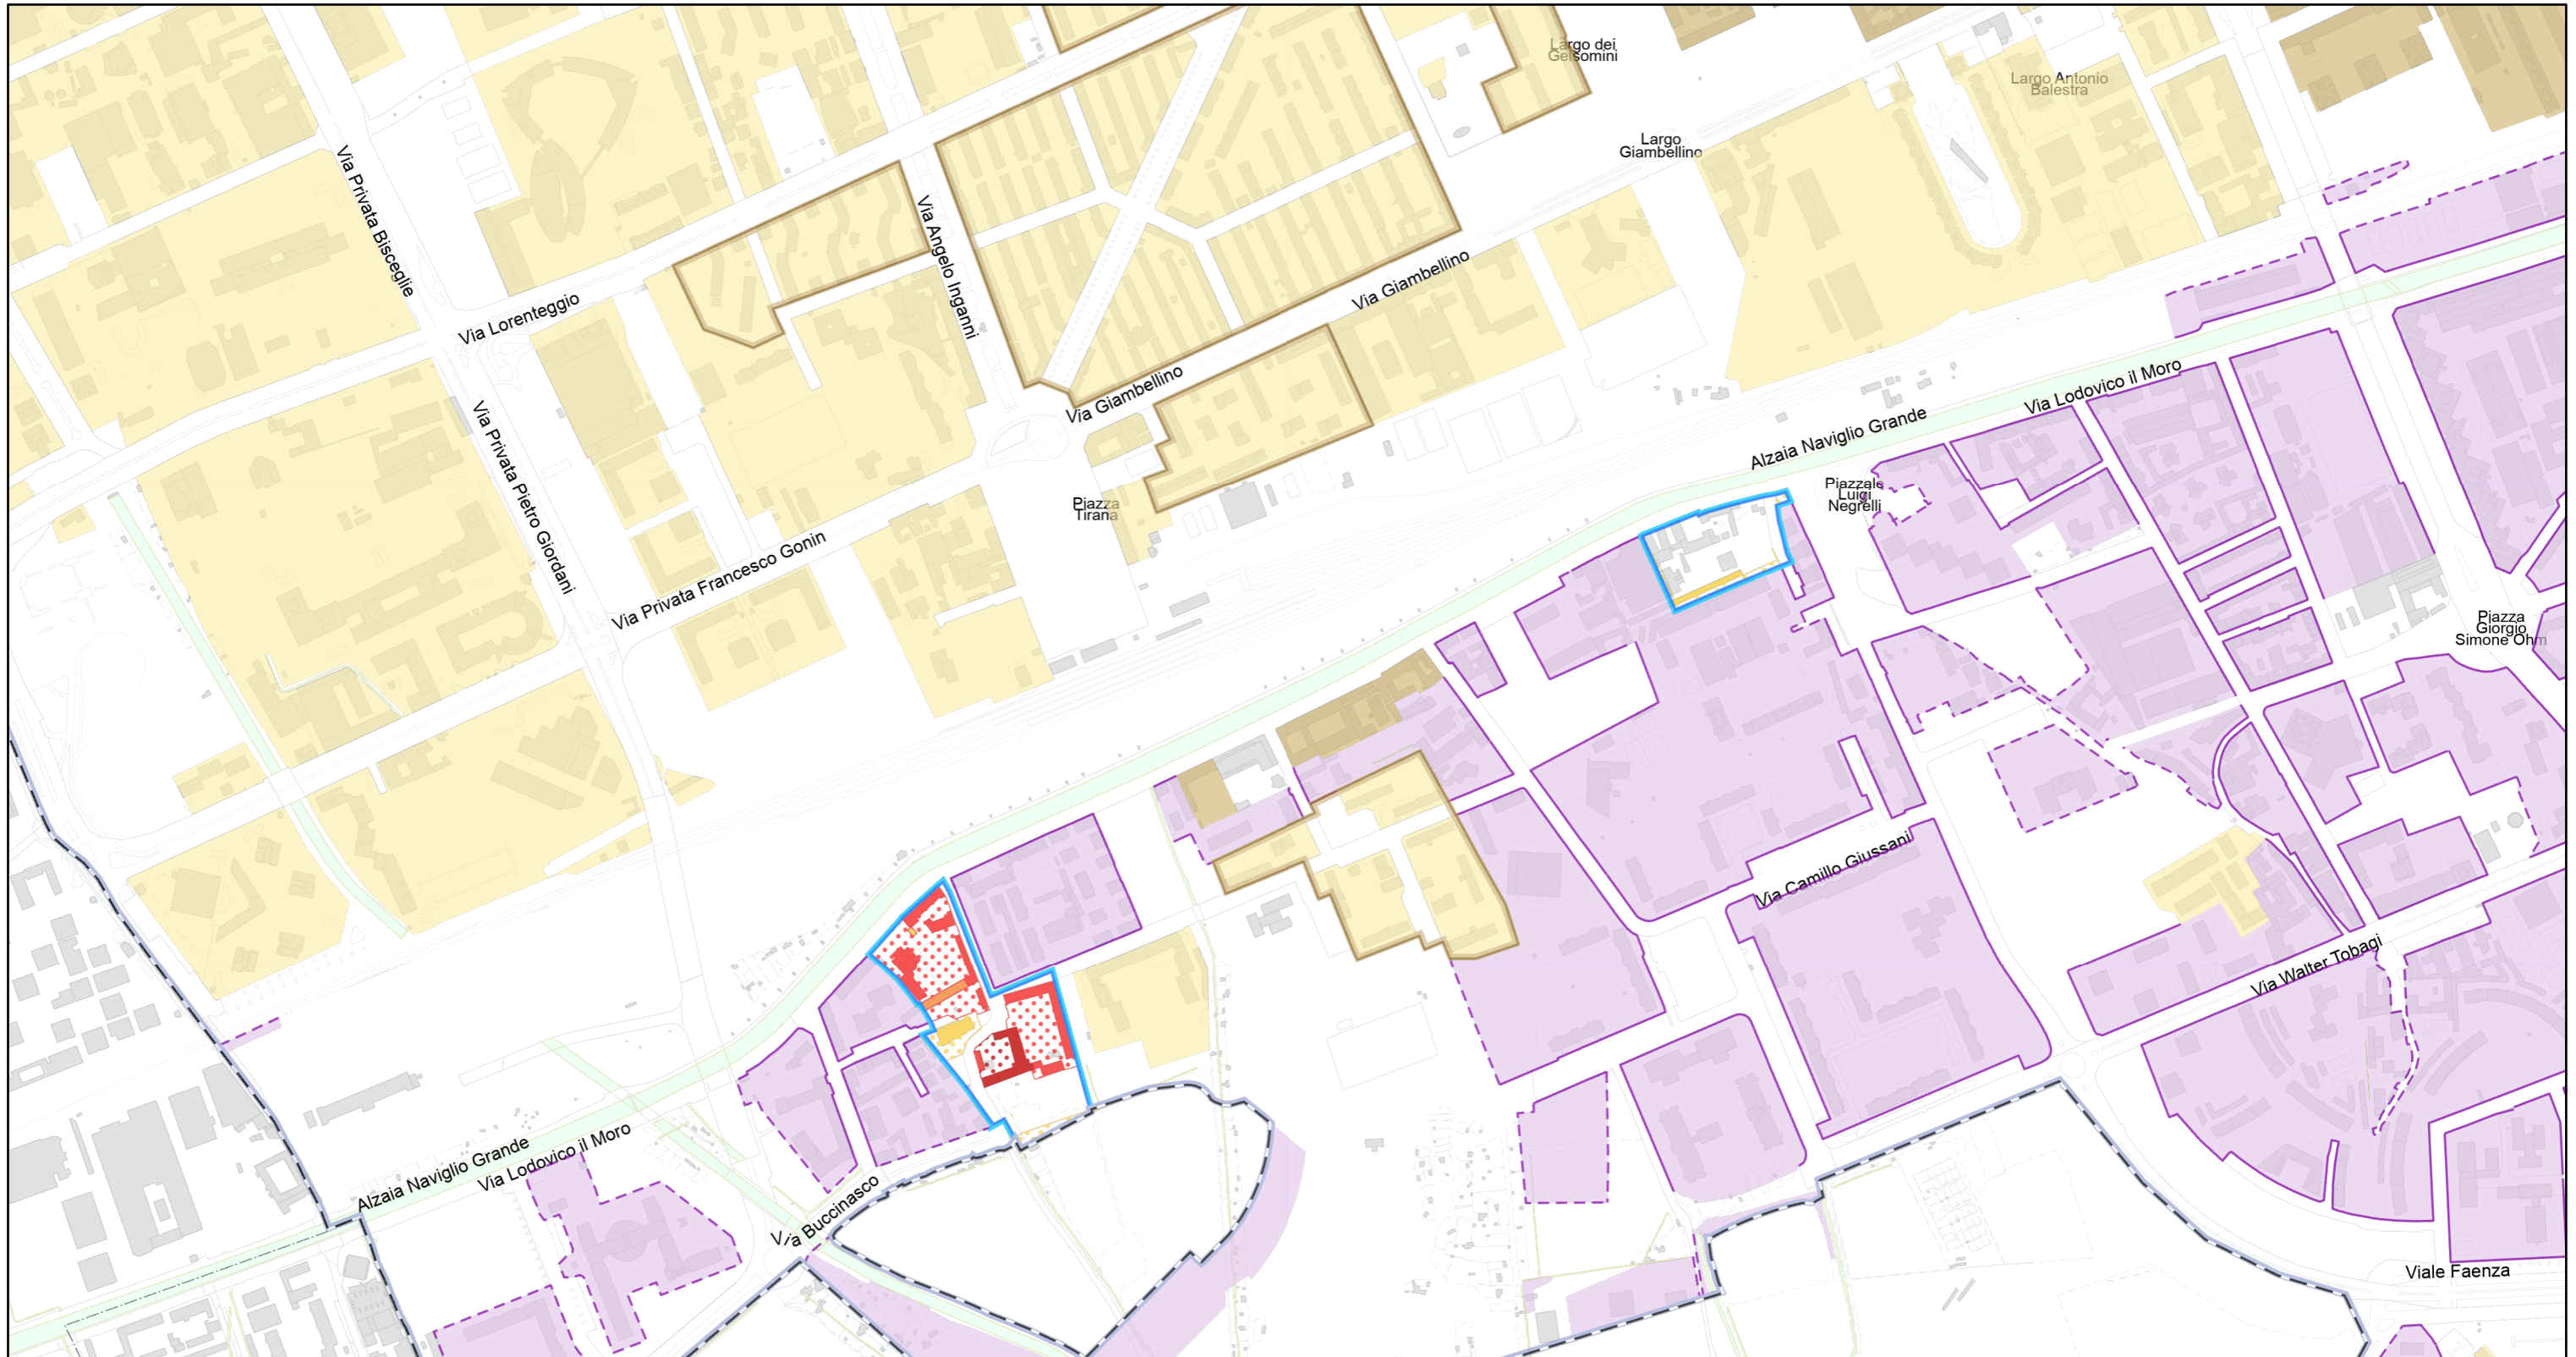 Largo dei
Gelsomini
Largo Antonio
Balestra
Largo
Giambellino
Via Privata Bisceglie
Via Angelo Inganni
Via Lorenteggio
Via Giambellino
Via Giambellino
Via Privata Pietro Giordani
Via Lodovico il Moro
Alzaia Naviglio Grande
Piazzale
Luigi
Negrelli
Piazza
Tirana
Via Privata Francesco Gonin
Piazza
Giorgio
Simone Ohm
Via Camillo Giussani
Via Walter Tobagi
Alzaia Naviglio Grande
Via Lodovico il Moro
Via Buccinasco
Viale Faenza